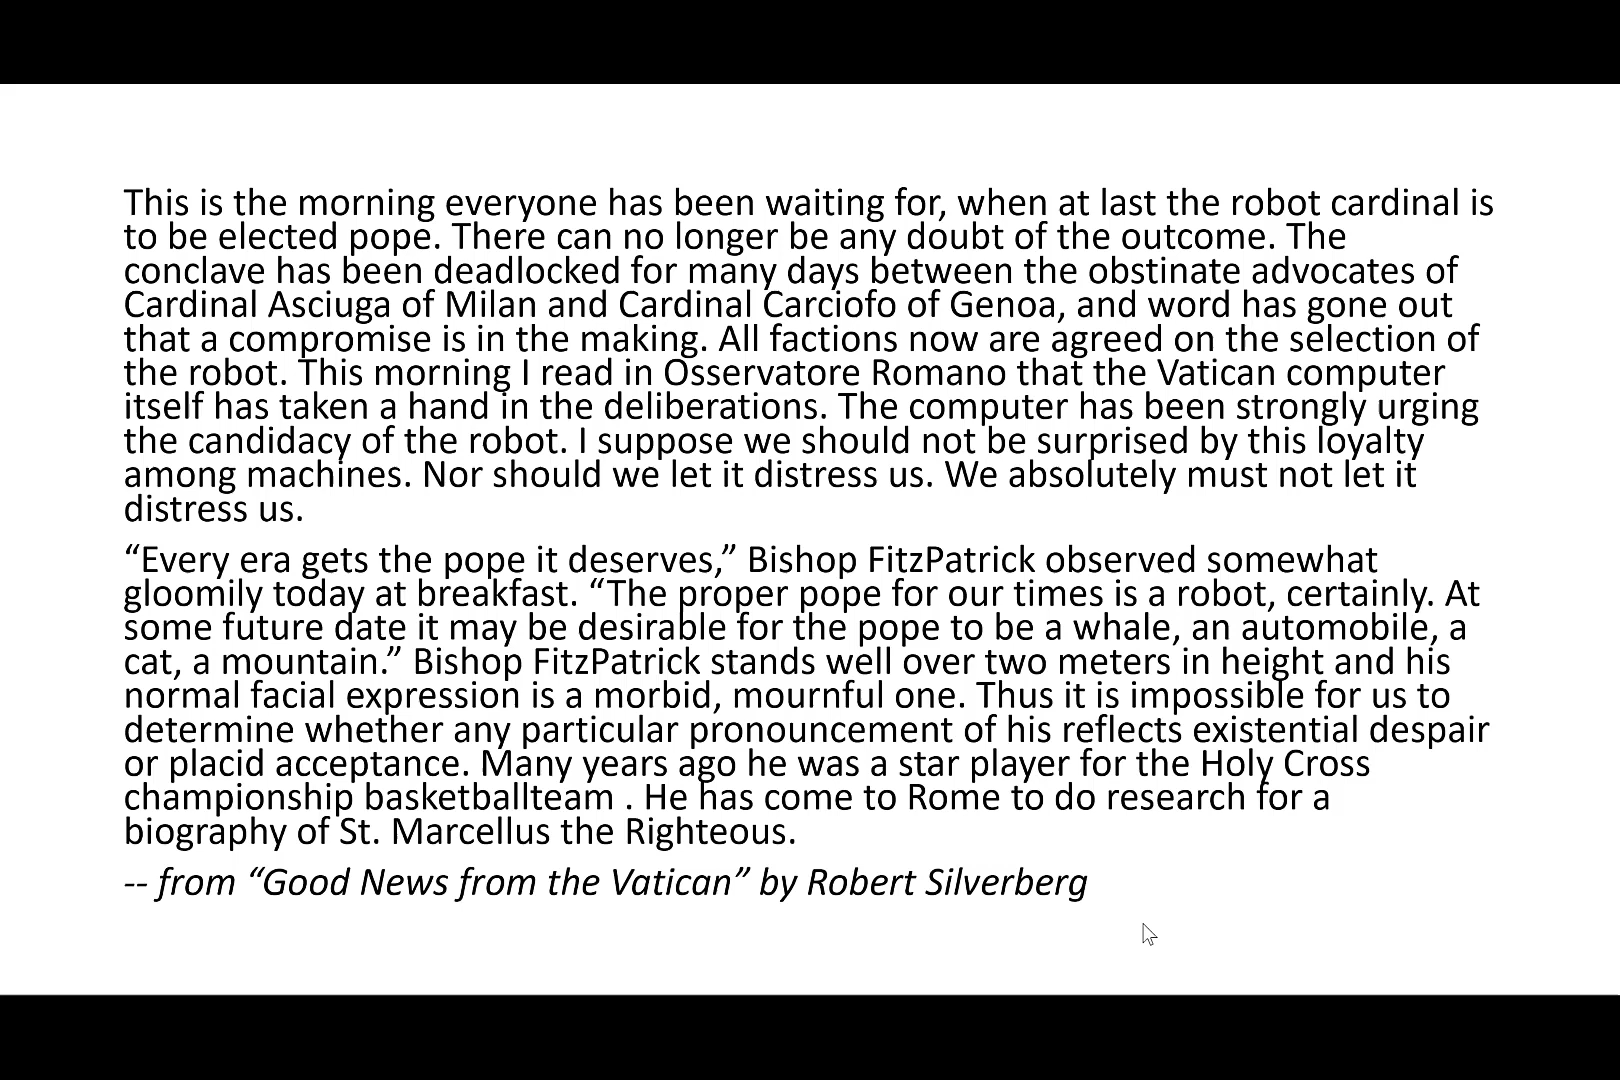 This is the morning everyone has been waiting for, when at last the robot cardinal is
to be elected pope. There can no longer be any doubt of the outcome. The
conclave has been deadlocked for many days between the obstinate advocates of
Cardinal Asciuga of Milan and Cardinal Carciofo of Genoa, and word has gone out
that a compromise is in the making. All factions now are agreed on the selection of
the robot. This morning I read in Osservatore Romano that the Vatican computer
itself has taken a hand in the deliberations. The computer has been strongly urging
the candidacy of the robot. I suppose we should not be surprised by this loyalty
among machines. Nor should we let it distress us. We absolutely must not let it
distress us.
“Every era gets the pope it deserves,” Bishop FitzPatrick observed somewhat
gloomily today at breakfast. “The proper pope for our times is a robot, certainly. At
some future date it may be desirable for the pope to be a whale, an automobile, a
cat, a mountain.” Bishop FitzPatrick stands well over two meters in height and his
normal facial expression is a morbid, mournful one. Thus it is impossible for us to
determine whether any particular pronouncement of his reflects existential despair
or placid acceptance. Many years ago he was a star player for the Holy Cross
championship basketballteam . He has come to Rome to do research for a
biography of St. Marcellus the Righteous.
-- from “Good News from the Vatican” by Robert Silverberg